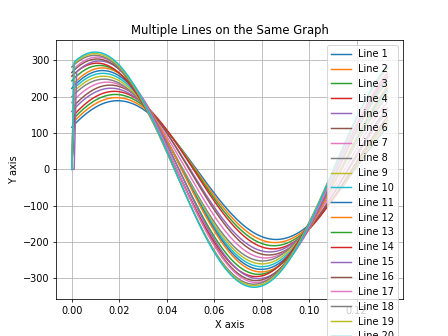 Multiple Lines on the Same Graph
Y axis
300
200
100
0
−100
−200
−300
0.00
0.02
0.04
0.06
0.08
0.10
X axis
Line 1
Line 2
Line 3
Line 4
Line 5
Line 6
Line 7
Line 8
Line 9
Line 10
Line 11
Line 12
Line 13
Line 14
Line 15
Line 16
Line 17
Line 18
Line 19
Line 20